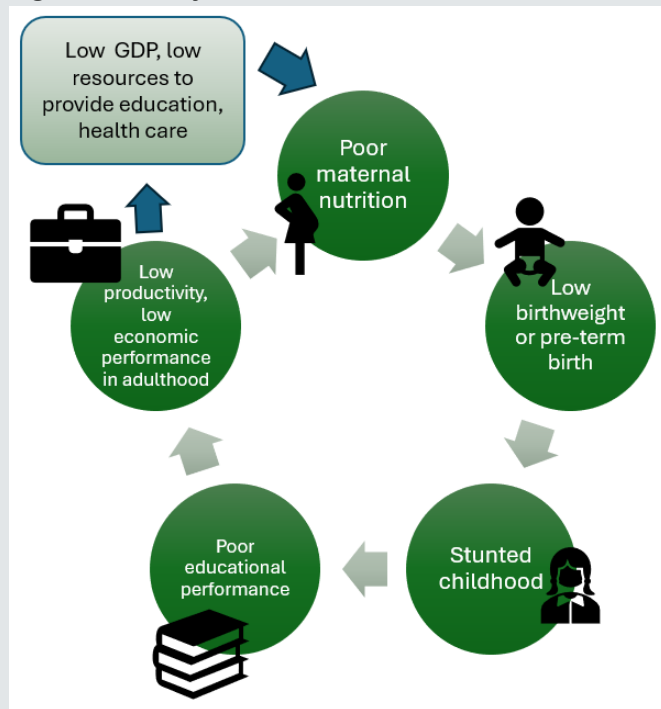 Low GDP, low
resources to
provide education,
health care
Poor
maternal
nutrition
Low
birthweight
or pre-term
birth
Stunted
childhood
Poor
educational
performance
Low
productivity,
low
economic
performance
in adulthood